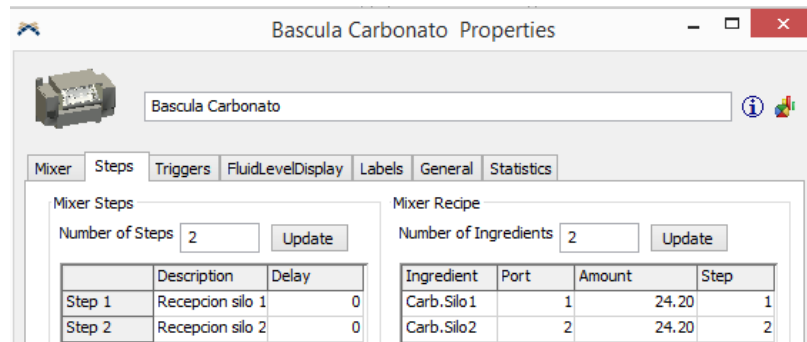 Bascula Carbonato Properties
Bascula Carbonato
Mixer Steps Triggers FluidLevelDisplay Labels General Statistics
Mixer Steps
Number of Steps 2 Update
Description Delay
Step 1 Recepcion silo 1 0
Step 2 Recepcion silo 2 0
Mixer Recipe
Number of Ingredients 2 Update
Ingredient Port Amount Step
Carb.Silo1 1 24.20 1
Carb.Silo2 2 24.20 2